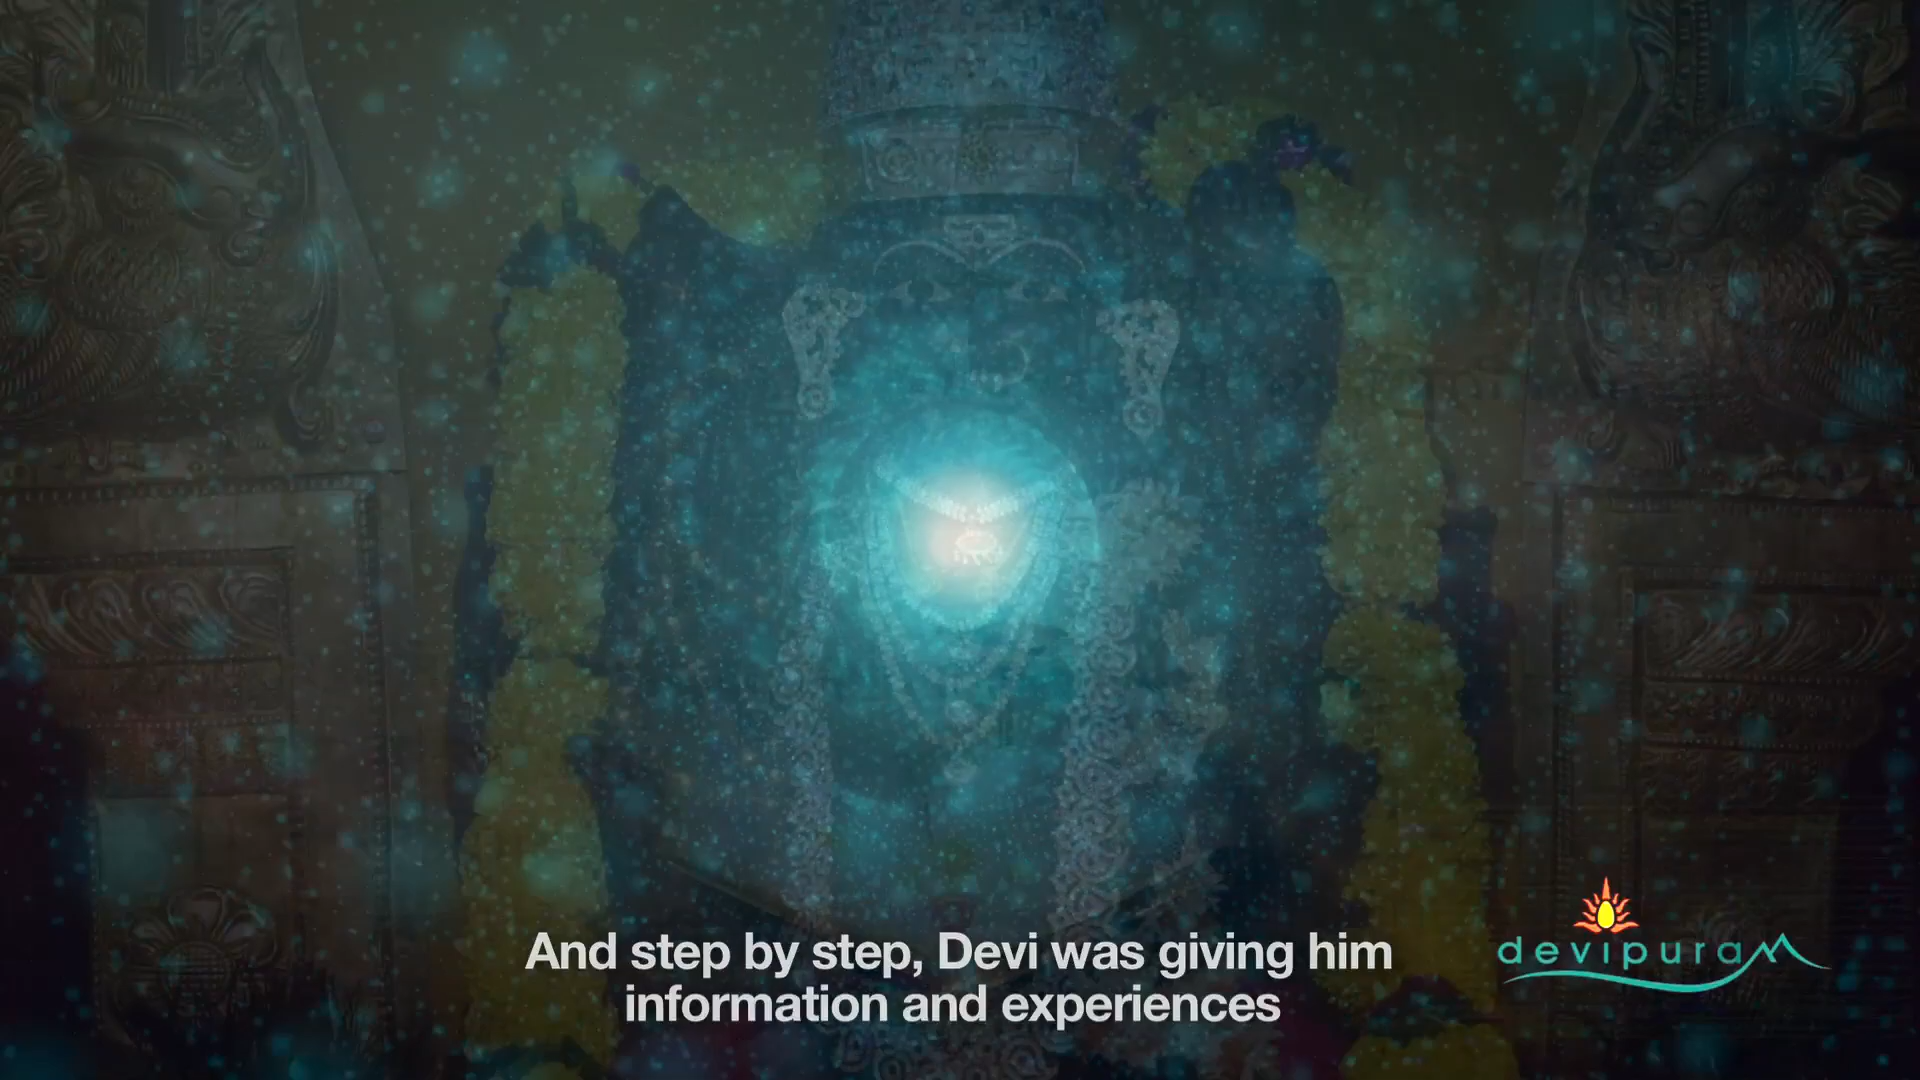 And step by step, Devi was giving him
information and experiences
devipuram